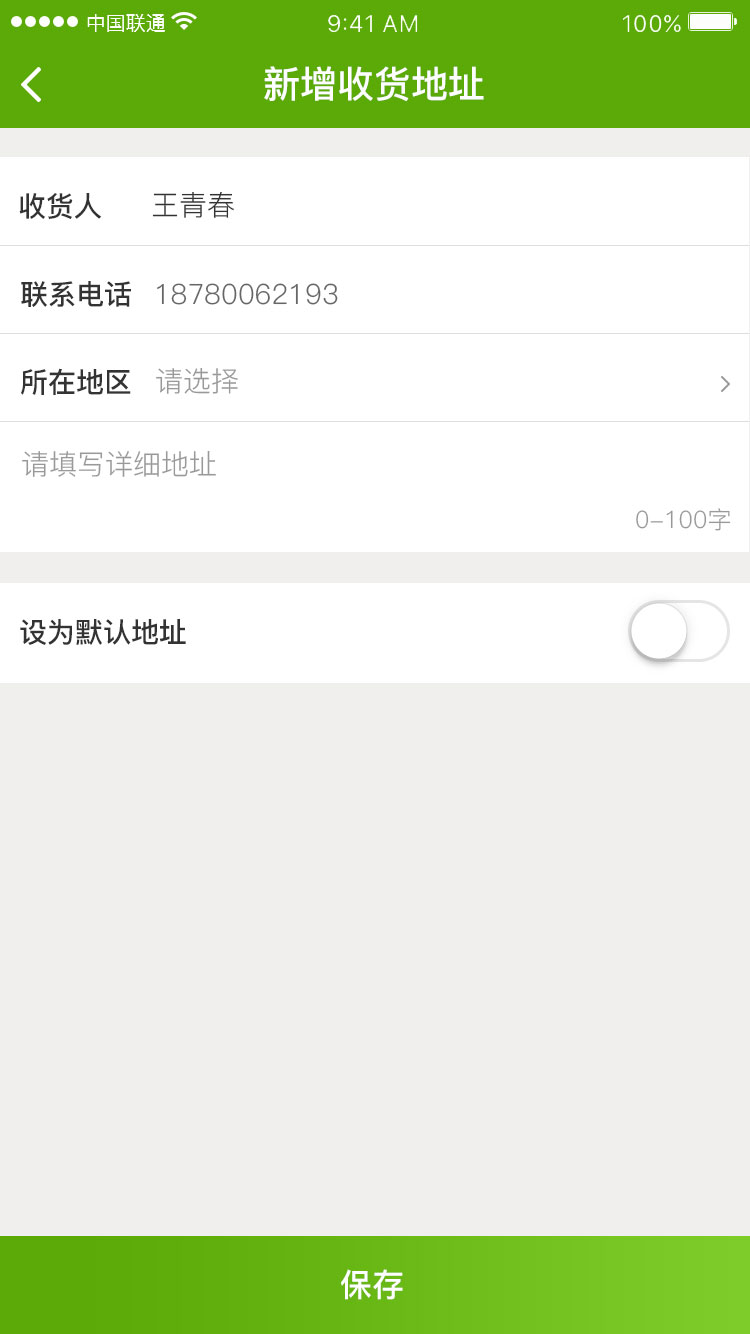 中国联通 9:41 AM 100%
新增收货地址
收货人 王青春
联系电话 18780062193
所在地区 请选择
请填写详细地址
0-100字
设为默认地址
保存